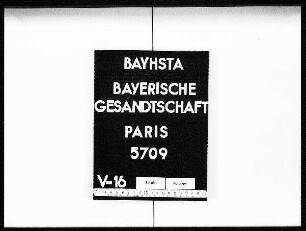 BAYHSTA
BAYERISCHE
GESANDTSCHAFT
PARIS
5709
V-16